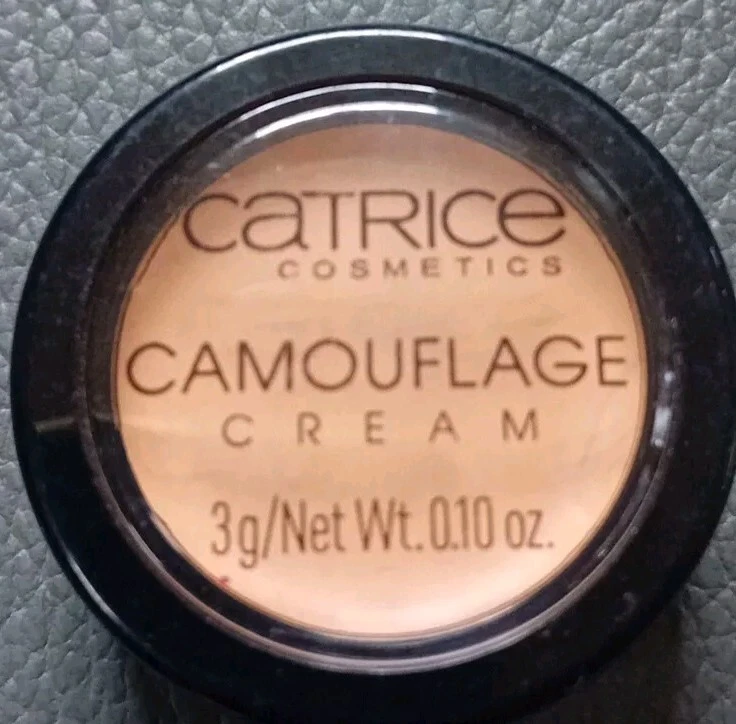 CATRICE
COSMETICS
CAMOUFLAGE
CREAM
3g/Net Wt. 0.10 oz.